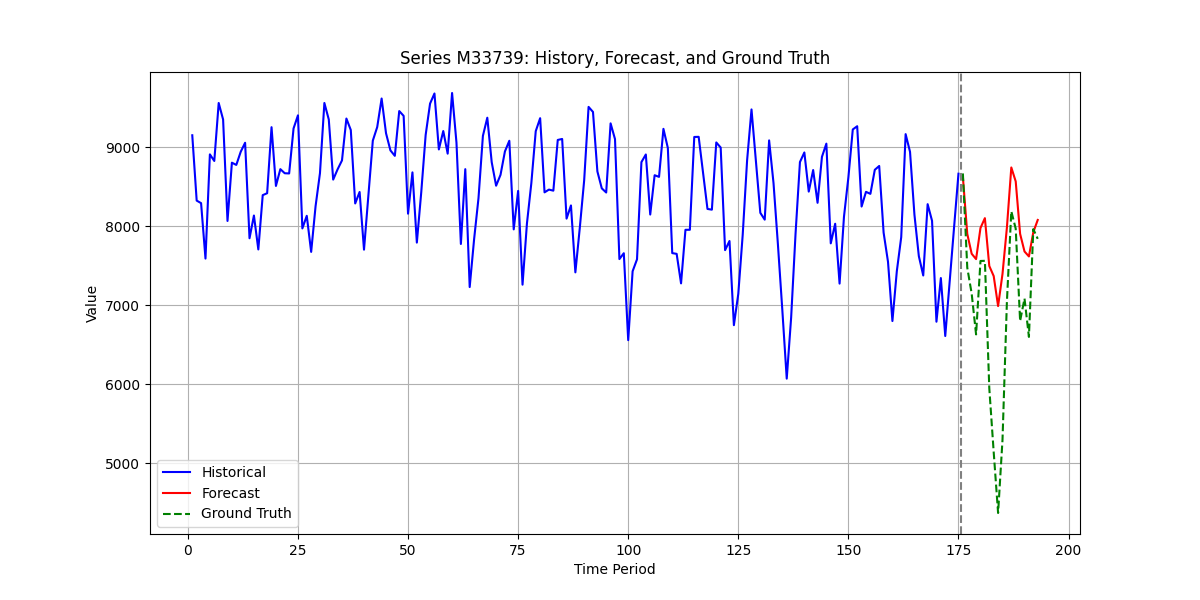 Series M33739: History, Forecast, and Ground Truth
Value
9000
8000
7000
6000
5000
Historical
Forecast
Ground Truth
0 25 50 75 100 125 150 175 200
Time Period